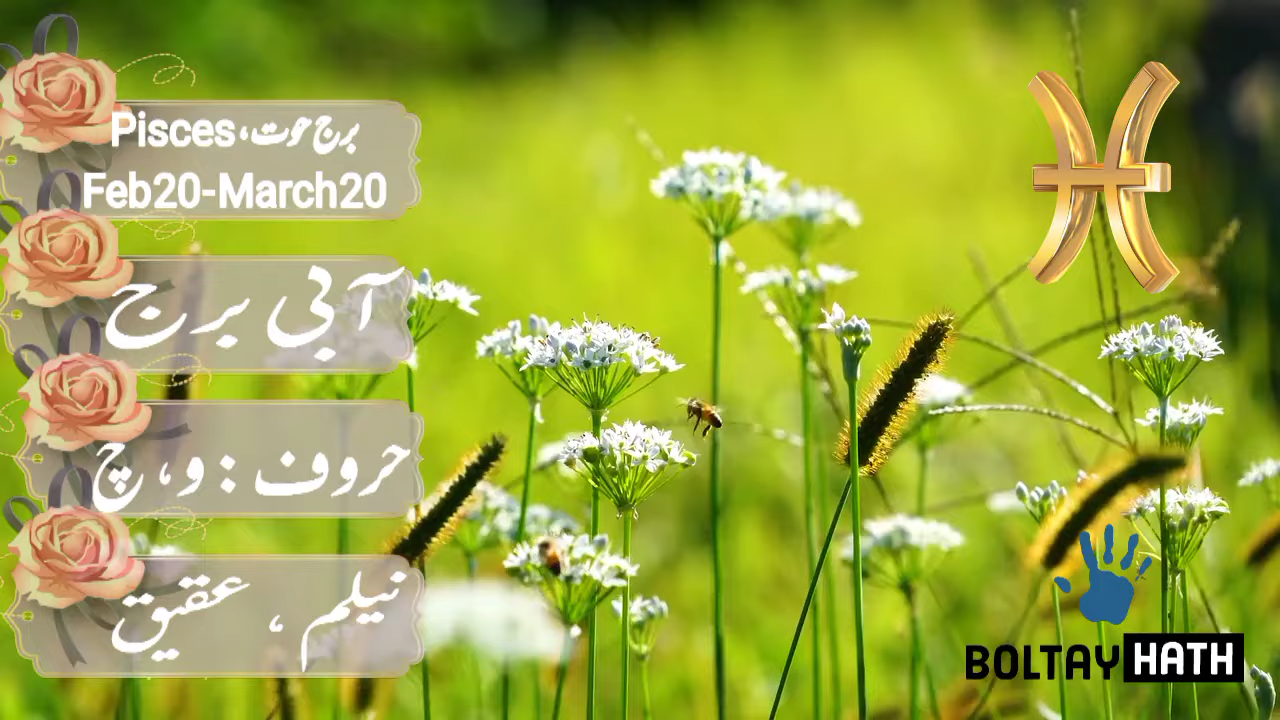 برج حوت،Pisces
Feb20-March20
آبی برج
حروف : و، چ
نیلم ، عقیق
BOLTAY HATH